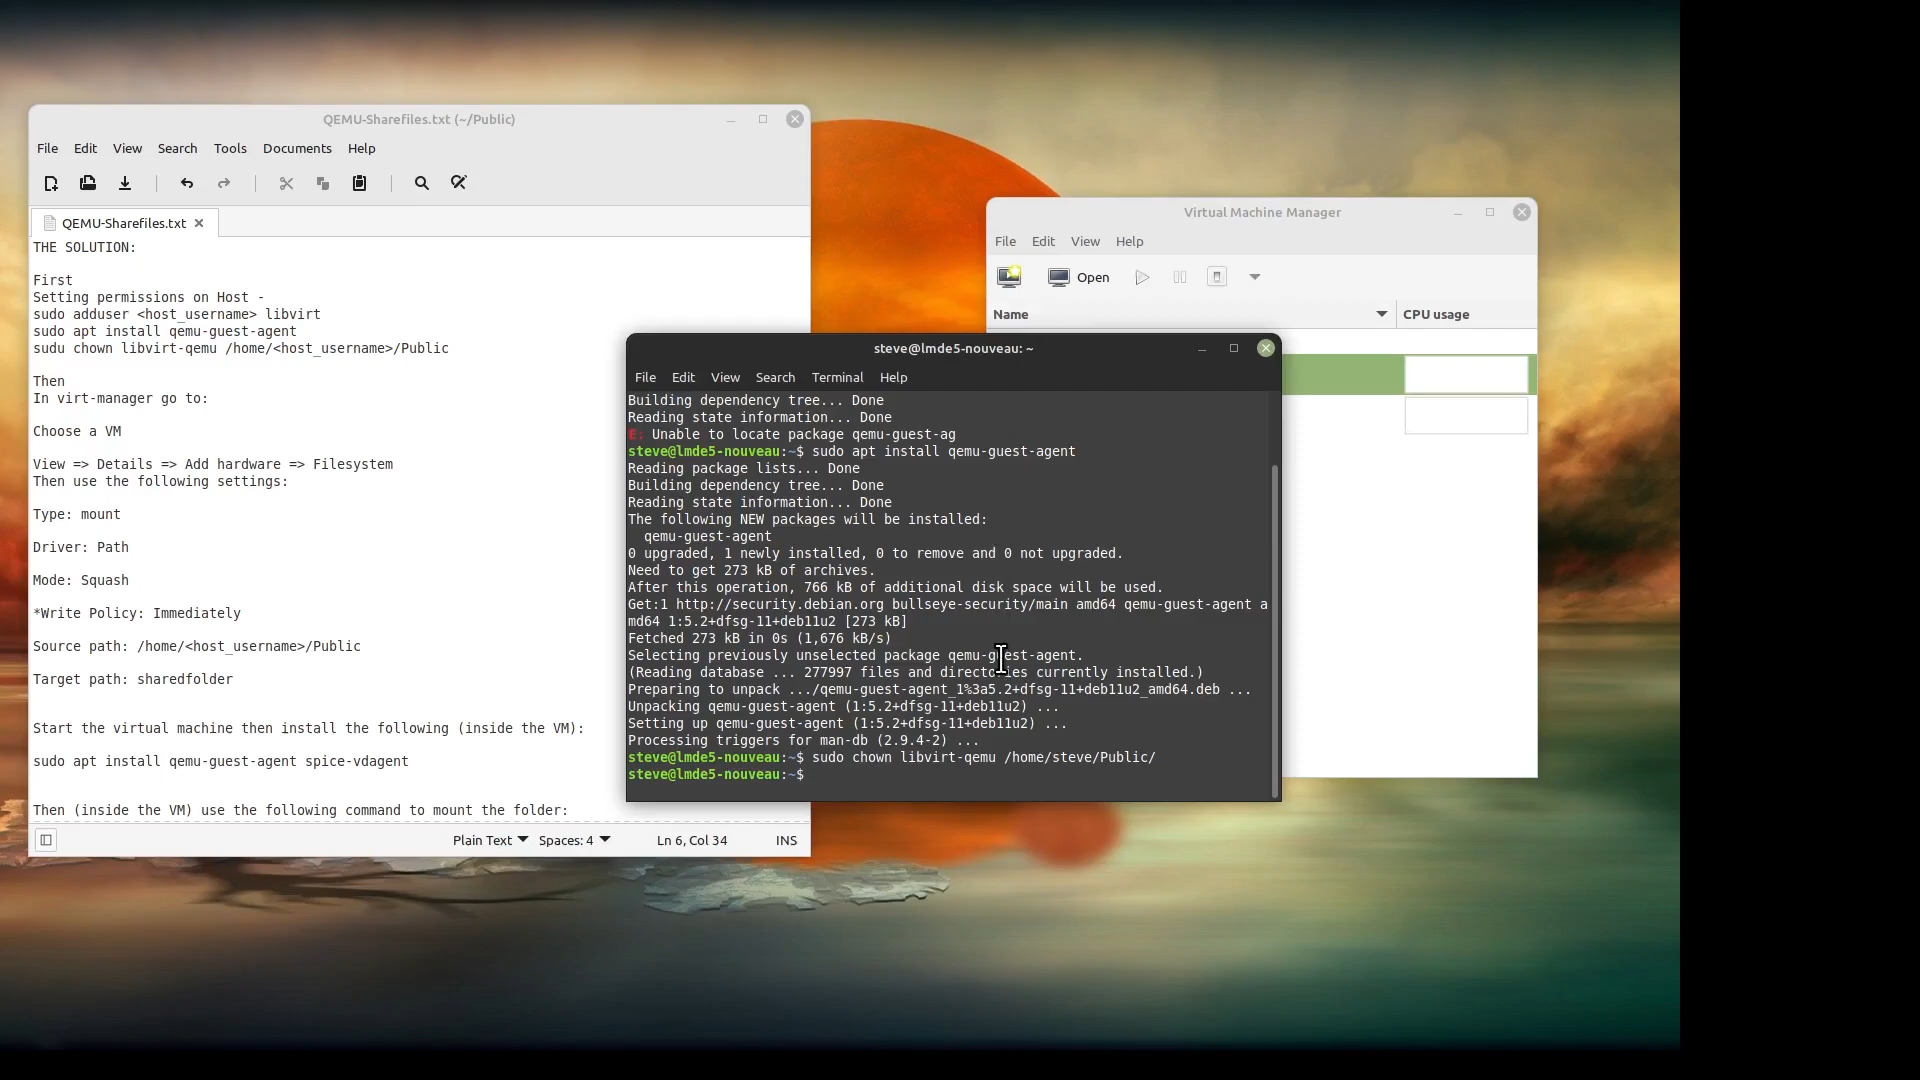 QEMU-Sharefiles.txt (~/Public)
File Edit View Search Tools Documents Help
QEMU-Sharefiles.txt
THE SOLUTION:
First
Setting permissions on Host -
sudo adduser <host_username> libvirt
sudo apt install qemu-guest-agent
sudu chown libvirt-qemu /home/<host_username>/Public
Then
In virt-manager go to:
Choose a VM
View => Details => Add hardware => Filesystem
Then use the following settings:
Type: mount
Driver: Path
Mode: Squash
*Write Policy: Immediately
Source path: /home/<host_username>/Public
Target path: sharedfolder
Start the virtual machine then install the following (inside the VM):
sudo apt install qemu-guest-agent spice-vdagent
Then (inside the VM) use the following command to mount the folder:
Plain Text Spaces: 4 Ln 6, Col 34 INS
Virtual Machine Manager
File Edit View Help
Open
Name CPU usage
steve@lmde5-nouveau: ~
File Edit View Search Terminal Help
Building dependency tree... Done
Reading state information... Done
E: Unable to locate package qemu-guest-ag
steve@lmde5-nouveau:~$ sudo apt install qemu-guest-agent
Reading package lists... Done
Building dependency tree... Done
Reading state information... Done
The following NEW packages will be installed:
qemu-guest-agent
0 upgraded, 1 newly installed, 0 to remove and 0 not upgraded.
Need to get 273 kB of archives.
After this operation, 766 kB of additional disk space will be used.
Get:1 http://security.debian.org bullseye-security/main amd64 qemu-guest-agent a
md64 1:5.2+dfsg-11+deb11u2 [273 kB]
Fetched 273 kB in 0s (1,676 kB/s)
Selecting previously unselected package qemu-guest-agent.
(Reading database ... 277997 files and directories currently installed.)
Preparing to unpack .../qemu-guest-agent_1%3a5.2+dfsg-11+deb11u2_amd64.deb ...
Unpacking qemu-guest-agent (1:5.2+dfsg-11+deb11u2) ...
Setting up qemu-guest-agent (1:5.2+dfsg-11+deb11u2) ...
Processing triggers for man-db (2.9.4-2) ...
steve@lmde5-nouveau:~$ sudo chown libvirt-qemu /home/steve/Public/
steve@lmde5-nouveau:~$